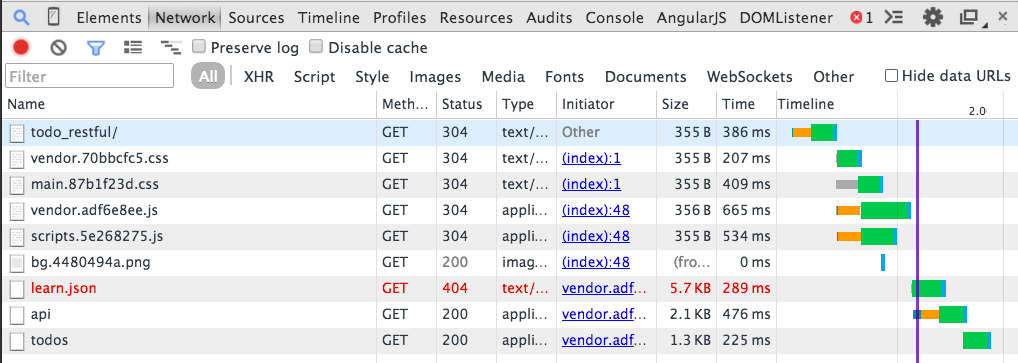 Elements Network Sources Timeline Profiles Resources Audits Console AngularJS DOMListener 1
Preserve log Disable cache
Filter All XHR Script Style Images Media Fonts Documents WebSockets Other Hide data URLs
Name Meth... Status Type Initiator Size Time Timeline 2.0
todo_restful/ GET 304 text/... Other 355 B 386 ms
vendor.70bbcfc5.css GET 304 text/... (index):1 355 B 207 ms
main.87b1f23d.css GET 304 text/... (index):1 355 B 409 ms
vendor.adf6e8ee.js GET 304 appli... (index):48 356 B 665 ms
scripts.5e268275.js GET 304 appli... (index):48 355 B 534 ms
bg.4480494a.png GET 200 imag... (index):48 (fro... 0 ms
learn.json GET 404 text/... vendor.adf... 5.7 KB 289 ms
api GET 200 appli... vendor.adf... 2.1 KB 476 ms
todos GET 200 appli... vendor.adf... 1.3 KB 225 ms